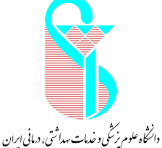 دانشگاه علوم پزشکی و خدمات بهداشتی، درمانی ایران